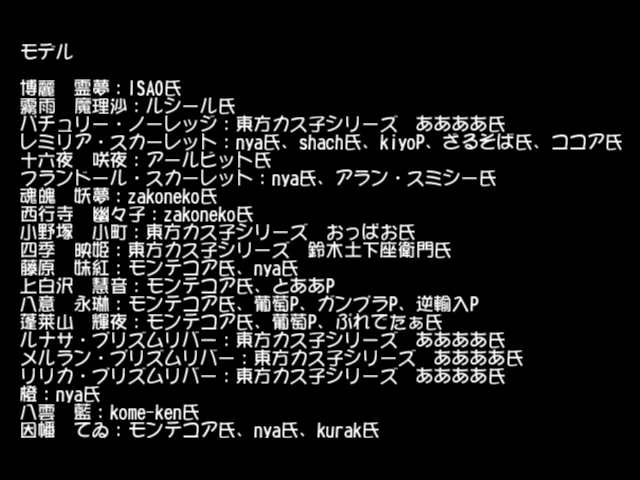 モデル
博麗　霊夢：ISAO氏
霧雨　魔理沙：ルシール氏
パチュリー・ノーレッジ：東方カス子シリーズ　ああああ氏
レミリア・スカーレット：nya氏、shach氏、kiyoP、ざるそば氏、ココア氏
十六夜　咲夜：アールビット氏
フランドール・スカーレット：nya氏、アラン・スミシー氏
魂魄　妖夢：zakoneko氏
西行寺　幽々子：zakoneko氏
小野塚　小町：東方カス子シリーズ　おっぱお氏
四季　映姫：東方カス子シリーズ　鈴木土下座衛門氏
藤原　妹紅：モンテコア氏、nya氏
上白沢　慧音：モンテコア氏、とああP
八意　永琳：モンテコア氏、葡萄P、ガンプラP、逆輸入P
蓬莱山　輝夜：モンテコア氏、葡萄P、ぶれでたぁ氏
ルナサ・プリズムリバー：東方カス子シリーズ　ああああ氏
メルラン・プリズムリバー：東方カス子シリーズ　ああああ氏
リリカ・プリズムリバー：東方カス子シリーズ　ああああ氏
橙：nya氏
八雲　藍：kome-ken氏
因幡　てゐ：モンテコア氏、nya氏、kurak氏